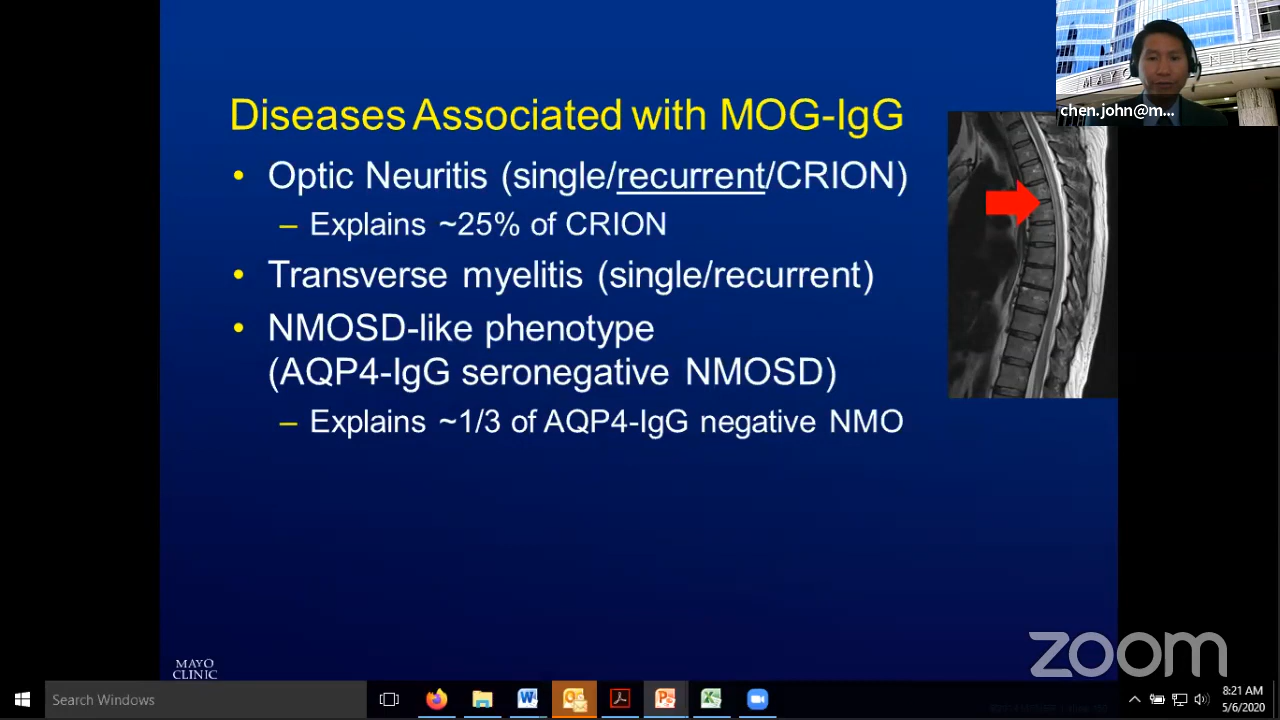 Diseases Associated with MOG-IgG
• Optic Neuritis (single/recurrent/CRION)
– Explains ~25% of CRION
• Transverse myelitis (single/recurrent)
• NMOSD-like phenotype
(AQP4-IgG seronegative NMOSD)
– Explains ~1/3 of AQP4-IgG negative NMO
chen.john@m...
MAYO
CLINIC
zoom
Search Windows
8:21 AM
5/6/2020